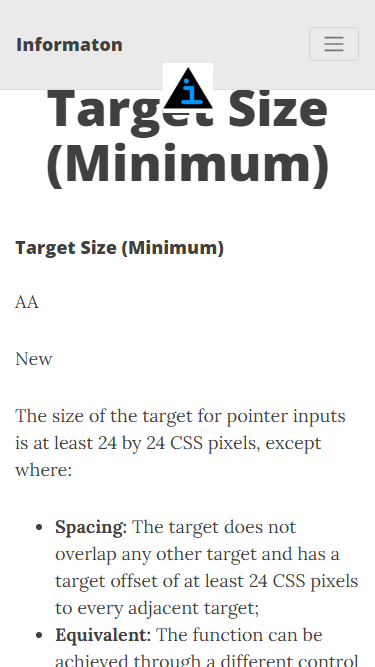 Informaton
Target Size
(Minimum)
Target Size (Minimum)
AA
New
The size of the target for pointer inputs
is at least 24 by 24 CSS pixels, except
where:
Spacing: The target does not
overlap any other target and has a
target offset of at least 24 CSS pixels
to every adjacent target;
Equivalent: The function can be
achieved through a different control